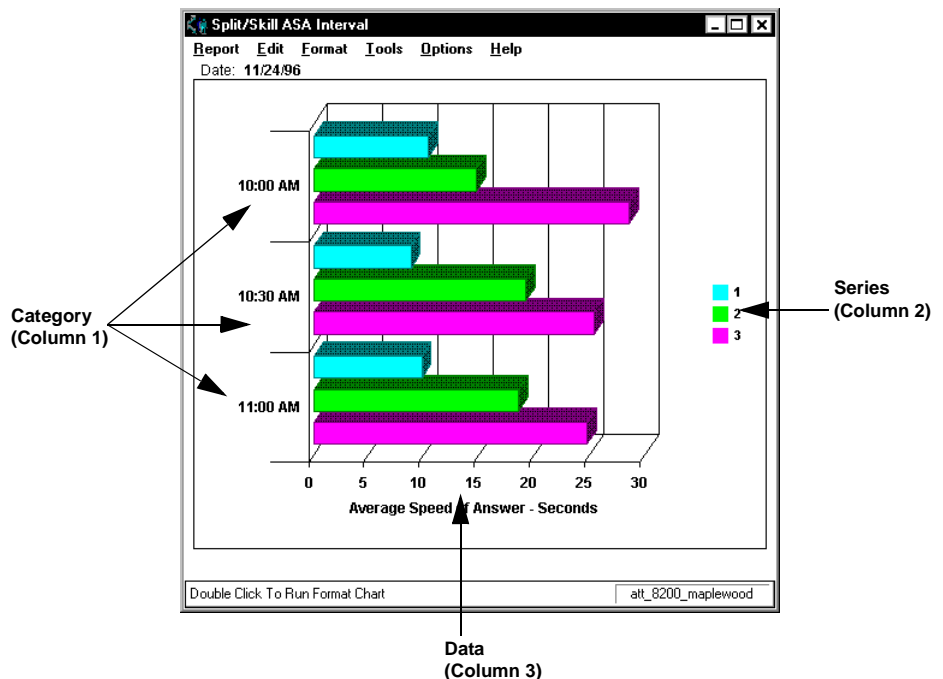 Split/Skill ASA Interval
Report Edit Format Tools Options Help
Date: 11/24/96
10:00 AM
10:30 AM
11:00 AM
Category
(Column 1)
1
2
3
Series
(Column 2)
0 5 10 15 20 25 30
Average Speed of Answer - Seconds
Double Click To Run Format Chart att_8200_maplewood
Data
(Column 3)